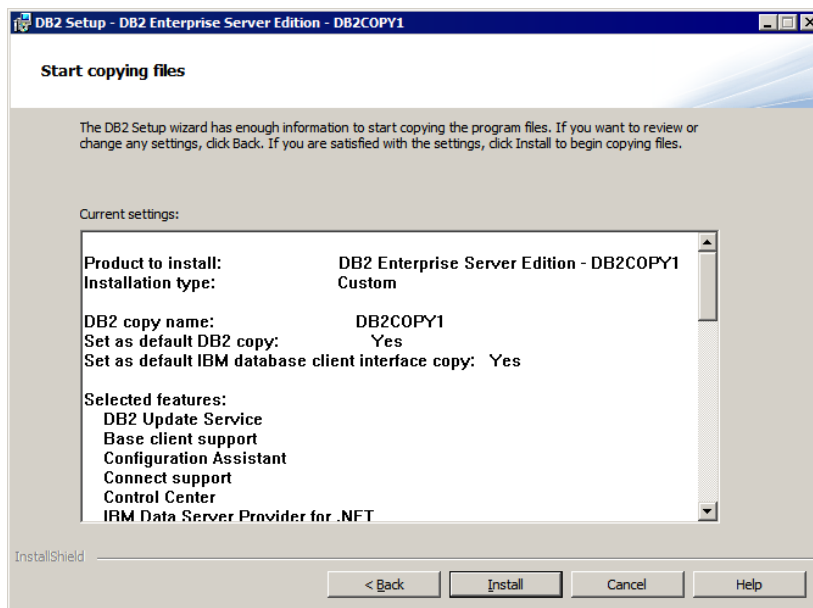 DB2 Setup - DB2 Enterprise Server Edition - DB2COPY1
Start copying files
The DB2 Setup wizard has enough information to start copying the program files. If you want to review or
change any settings, click Back. If you are satisfied with the settings, click Install to begin copying files.
Current settings:
Product to install: DB2 Enterprise Server Edition - DB2COPY1
Installation type: Custom
DB2 copy name: DB2COPY1
Set as default DB2 copy: Yes
Set as default IBM database client interface copy: Yes
Selected features:
DB2 Update Service
Base client support
Configuration Assistant
Connect support
Control Center
IBM Data Server Provider for .NET
InstallShield
< Back Install Cancel Help